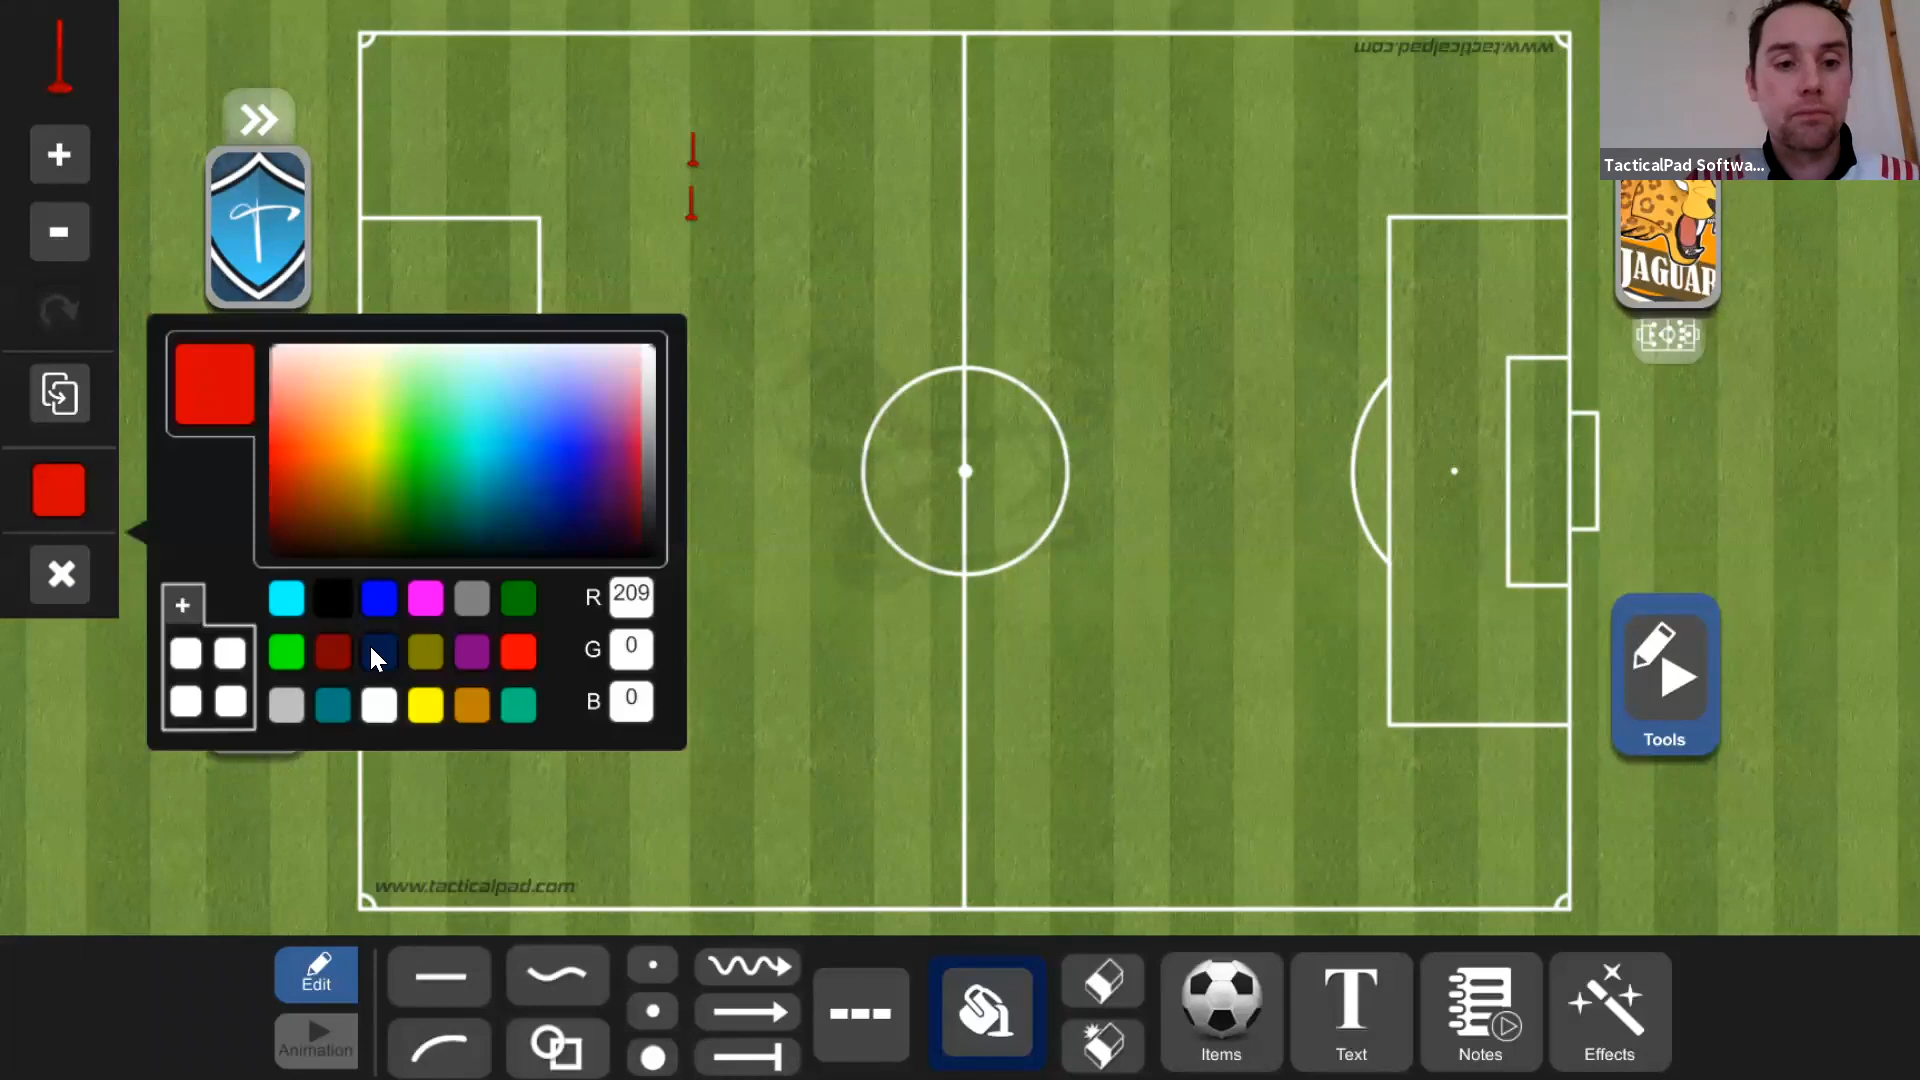 www.tacticalpad.com
TacticalPad Softwa...
JAGUAR
R 209
G 0
B 0
Tools
www.tacticalpad.com
Edit
Animation
Items
T
Text
Notes
Effects